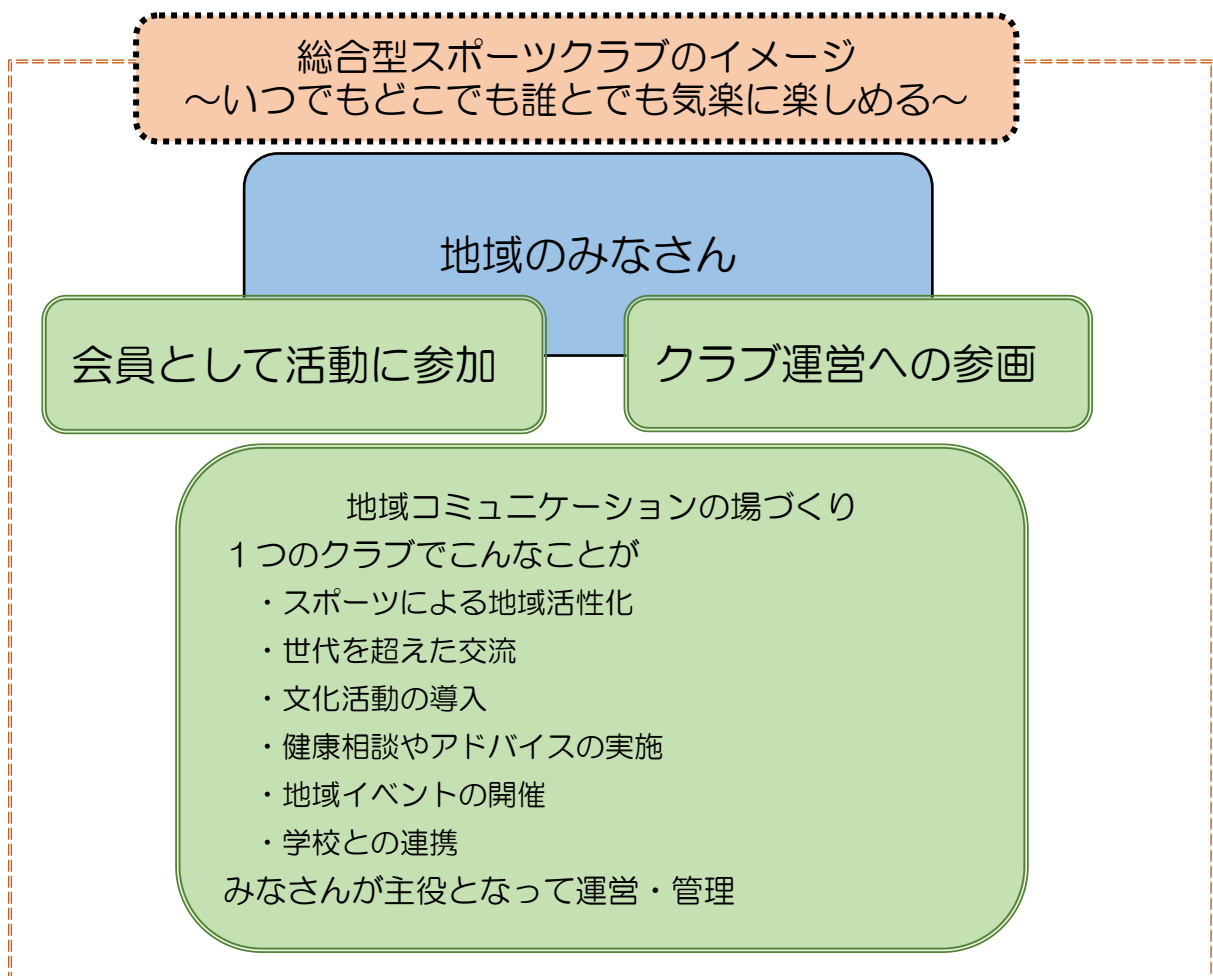 総合型スポーツクラブのイメージ
～いつでもどこでも誰とでも気楽に楽しめる～
地域のみなさん
会員として活動に参加
クラブ運営への参画
地域コミュニケーションの場づくり
１つのクラブでこんなことが
・スポーツによる地域活性化
・世代を超えた交流
・文化活動の導入
・健康相談やアドバイスの実施
・地域イベントの開催
・学校との連携
みなさんが主役となって運営・管理